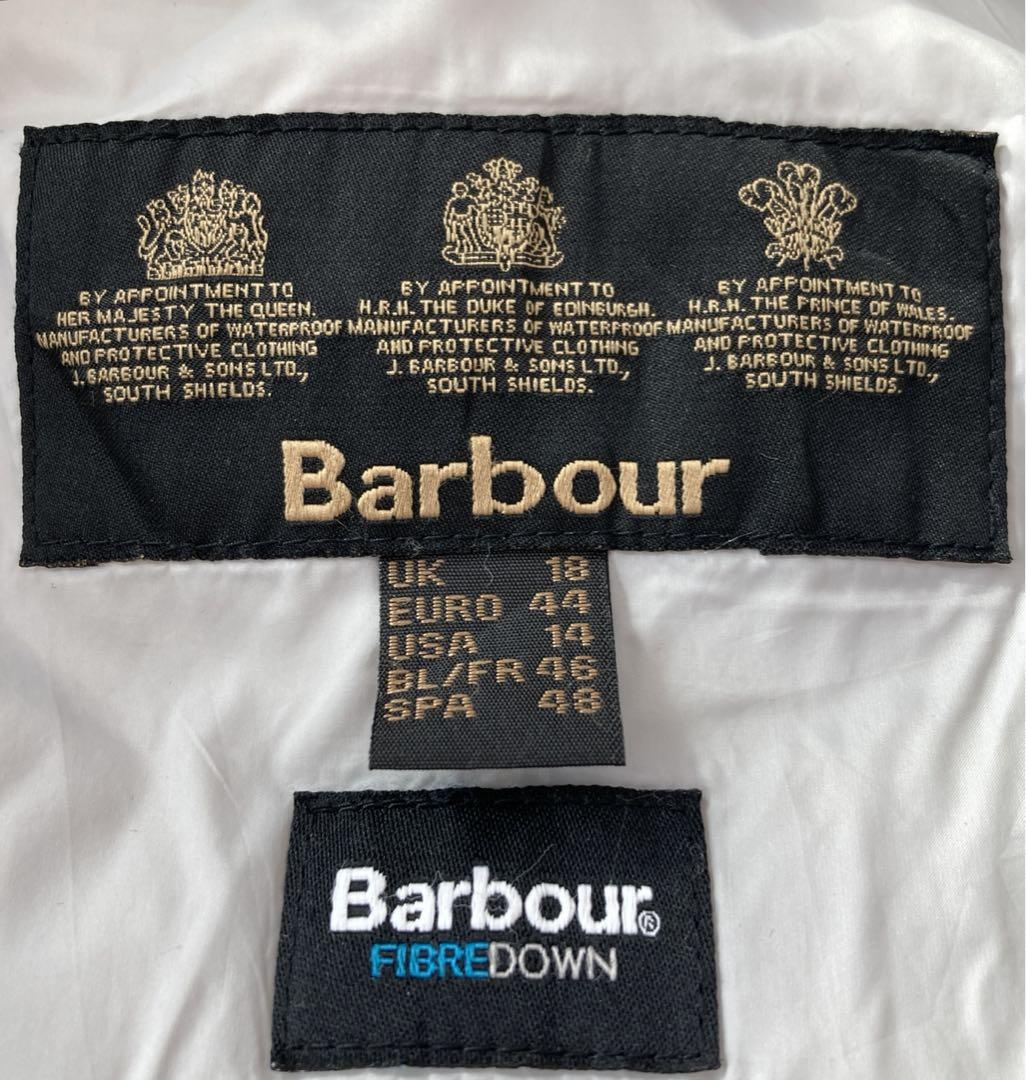 BY APPOINTMENT TO
HER MAJESTY THE QUEEN.
MANUFACTURERS OF WATERPROOF
AND PROTECTIVE CLOTHING
J. BARBOUR & SONS LTD.,
SOUTH SHIELDS.
BY APPOINTMENT TO
H.R.H. THE DUKE OF EDINBURGH.
MANUFACTURERS OF WATERPROOF
AND PROTECTIVE CLOTHING
J. BARBOUR & SONS LTD.,
SOUTH SHIELDS.
BY APPOINTMENT TO
H.R.H. THE PRINCE OF WALES.
MANUFACTURERS OF WATERPROOF
AND PROTECTIVE CLOTHING
J. BARBOUR & SONS LTD.,
SOUTH SHIELDS.
Barbour
UK 18
EURO 44
USA 14
BL/FR 46
SPA 48
Barbour®
FIBREDOWN